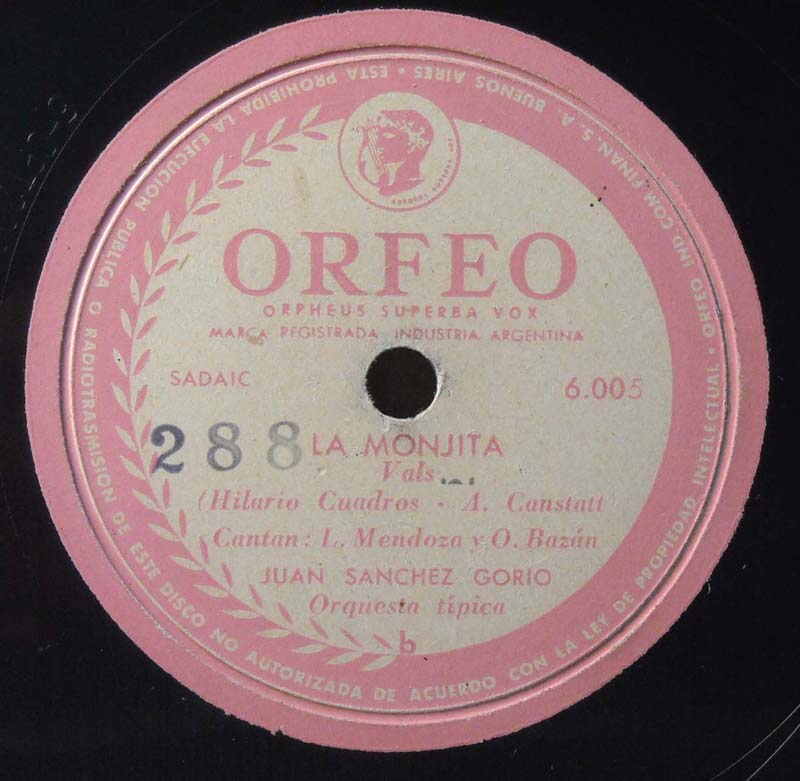 ORFEO
ORPHEUS SUPERBA VOX
MARCA REGISTRADA INDUSTRIA ARGENTINA
SADAIC 6.005
288 LA MONJITA
Vals
(Hilario Cuadros - A. Canstatt
Cantan: L. Mendoza y O. Bazán
JUAN SANCHEZ GORIO
Orquesta típica
b
ESTA PROHIBIDA LA EJECUCION PUBLICA O RADIOTRASMISION DE ESTE DISCO NO AUTORIZADA DE ACUERDO CON LA LEY DE PROPIEDAD INTELECTUAL • ORFEO IND. COM FINAN. S. A. BUENOS AIRES •